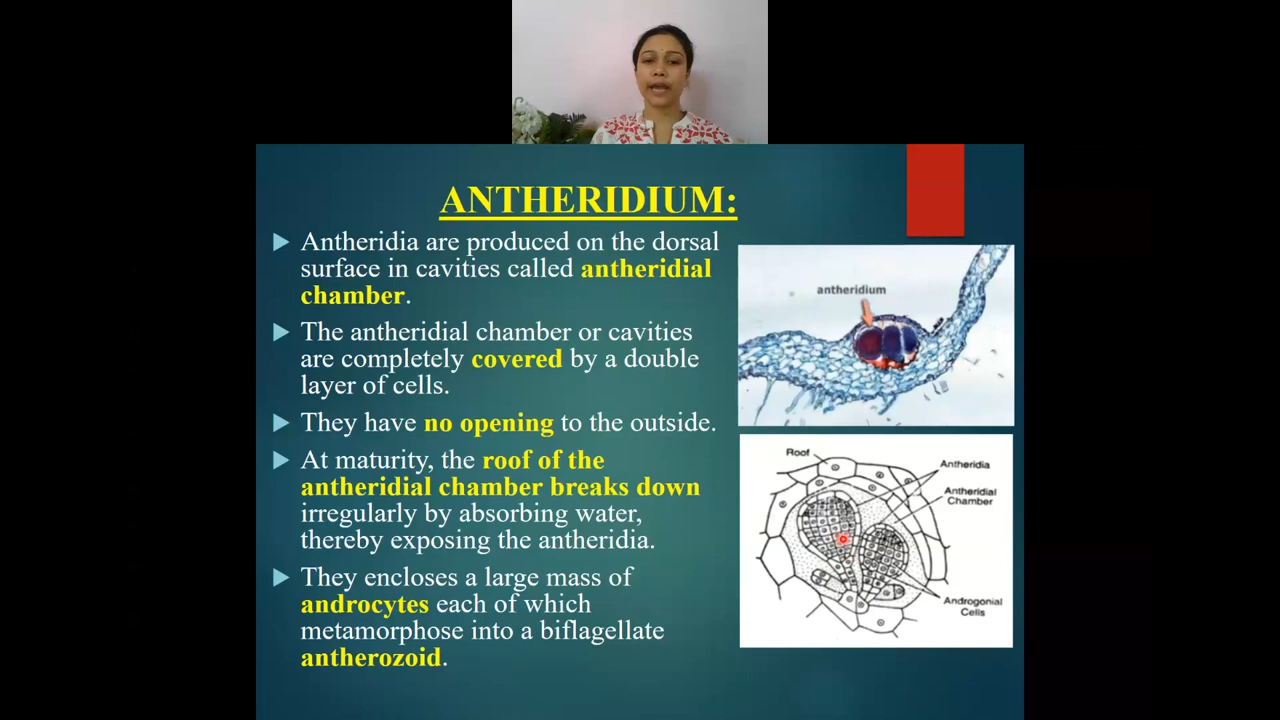 ANTHERIDIUM:
Antheridia are produced on the dorsal
surface in cavities called antheridial
chamber.
The antheridial chamber or cavities
are completely covered by a double
layer of cells.
They have no opening to the outside.
At maturity, the roof of the
antheridial chamber breaks down
irregularly by absorbing water,
thereby exposing the antheridia.
They encloses a large mass of
androcytes each of which
metamorphose into a biflagellate
antherozoid.
antheridium
Roof
Antheridia
Antheridial
Chamber
Androgonial
Cells